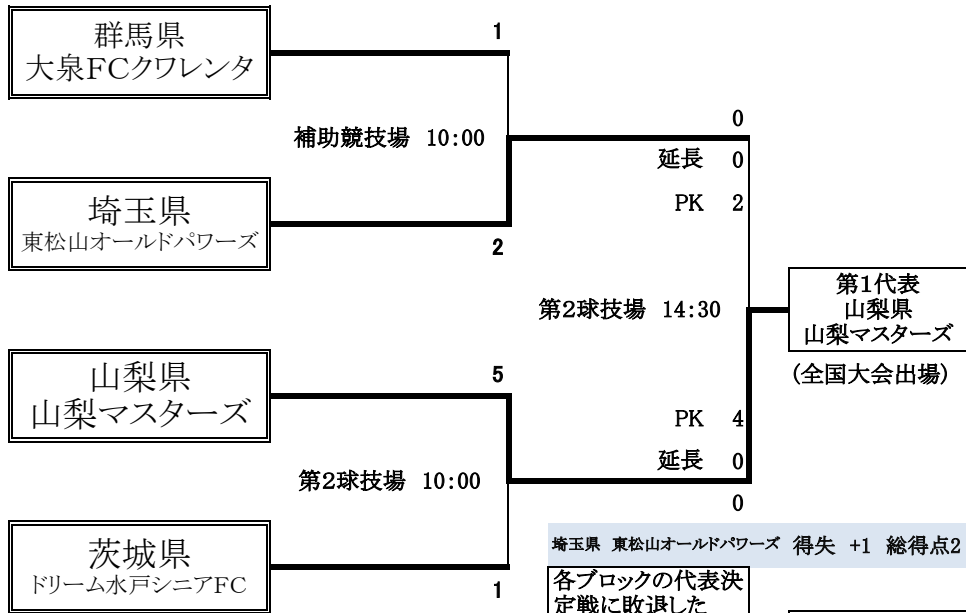 群馬県
大泉FCクワレンタ
1
補助競技場 10:00
0
延長 0
PK 2
埼玉県
東松山オールドパワーズ
2
第2球技場 14:30
第1代表
山梨県
山梨マスターズ
(全国大会出場)
山梨県
山梨マスターズ
5
PK 4
延長 0
0
第2球技場 10:00
茨城県
ドリーム水戸シニアFC
1
埼玉県 東松山オールドパワーズ 得失 +1 総得点2
各ブロックの代表決
定戦に敗退した